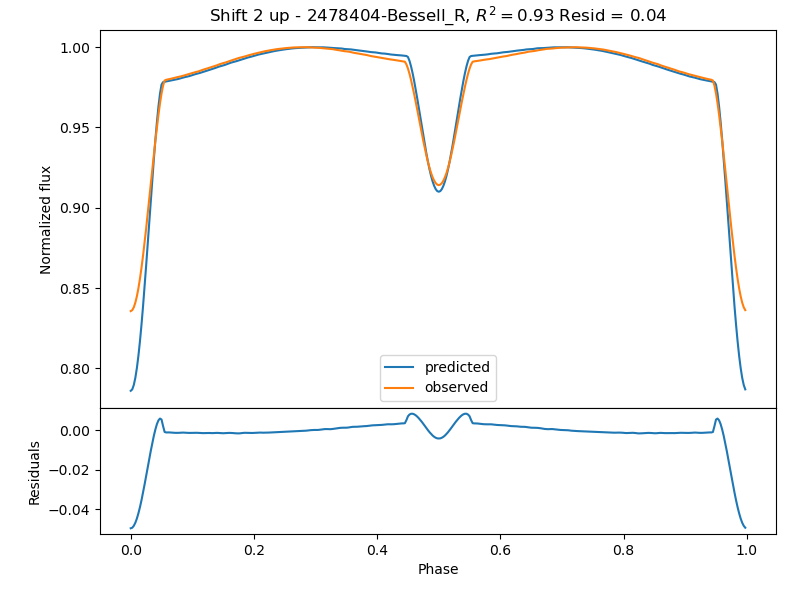 Shift 2 up - 2478404-Bessell_R, $R^2 = 0.93$ Resid = 0.04
1.00
0.95
0.90
0.85
0.80
Normalized flux
predicted
observed
0.00
−0.02
−0.04
Residuals
0.0 0.2 0.4 0.6 0.8 1.0
Phase